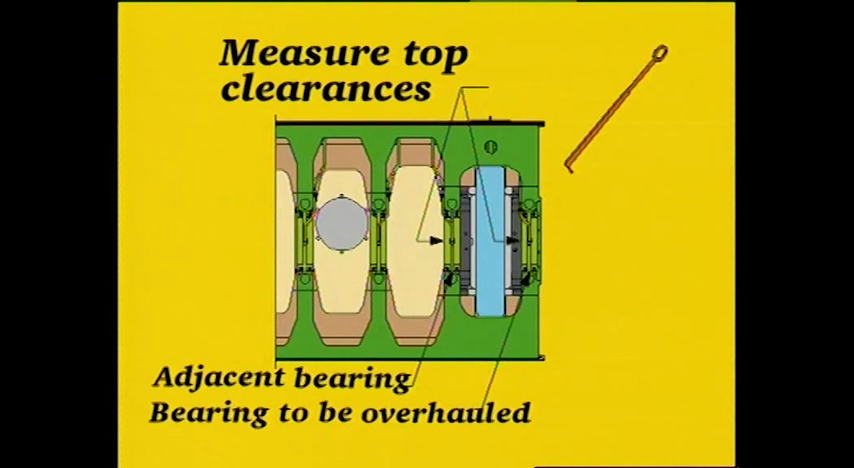 Measure top
clearances
Adjacent bearing
Bearing to be overhauled